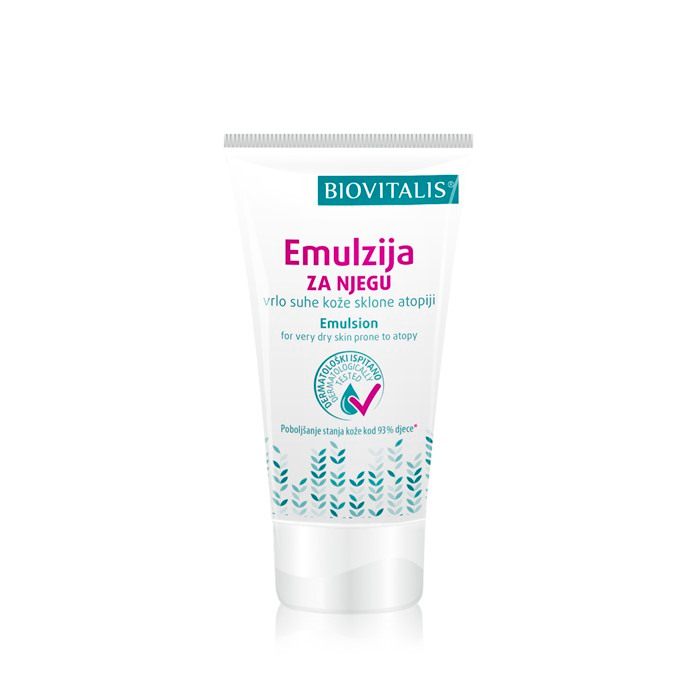 BIOVITALIS®
Emulzija
ZA NJEGU
vrlo suhe kože sklone atopiji
Emulsion
for very dry skin prone to atopy
DERMATOLOŠKI ISPITANO
DERMATOLOGICALLY
TESTED
Poboljšanje stanja kože kod 93% djece*